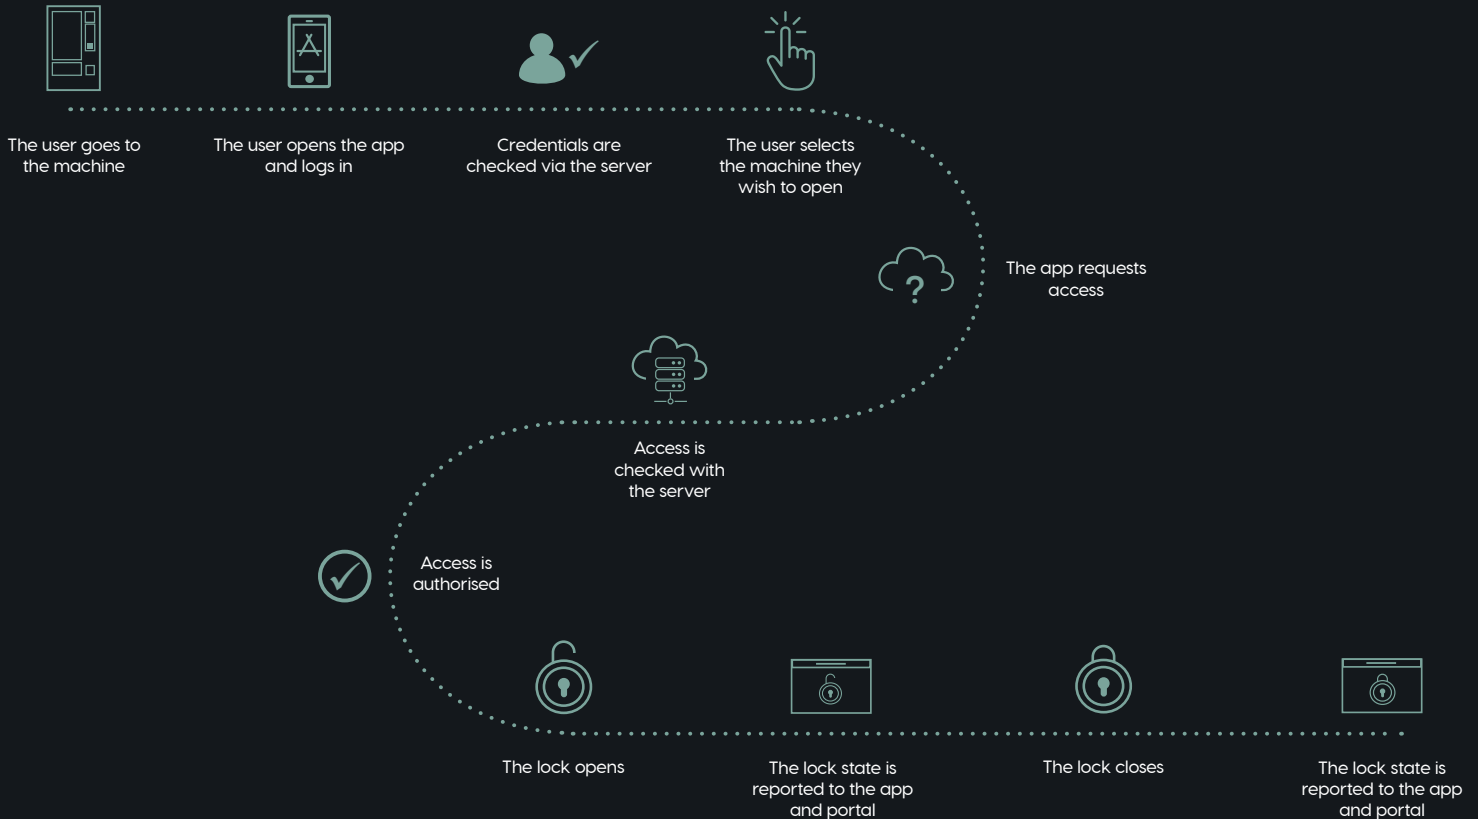 The user goes to
the machine
The user opens the app
and logs in
Credentials are
checked via the server
The user selects
the machine they
wish to open
The app requests
access
Access is
checked with
the server
Access is
authorised
The lock opens
The lock state is
reported to the app
and portal
The lock closes
The lock state is
reported to the app
and portal